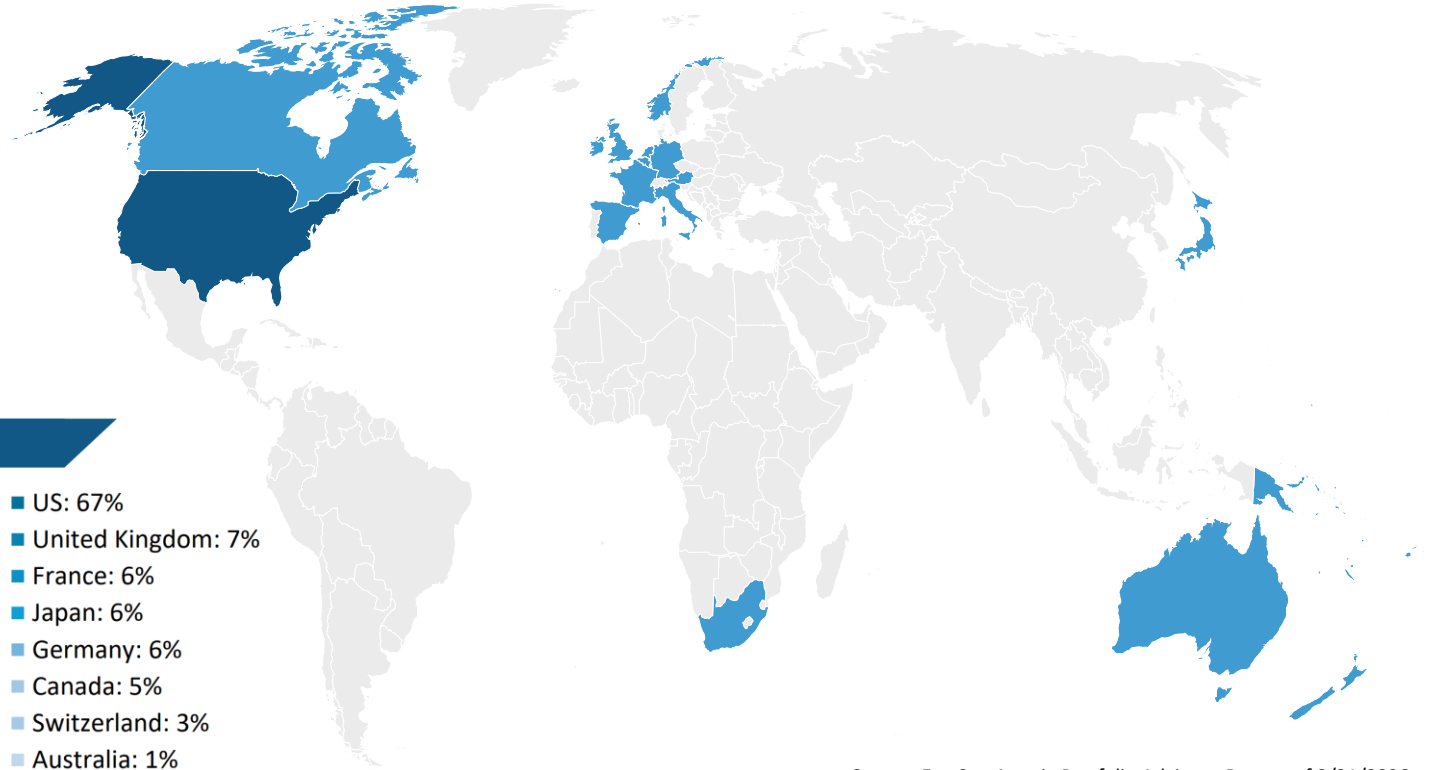 US: 67%
United Kingdom: 7%
France: 6%
Japan: 6%
Germany: 6%
Canada: 5%
Switzerland: 3%
Australia: 1%